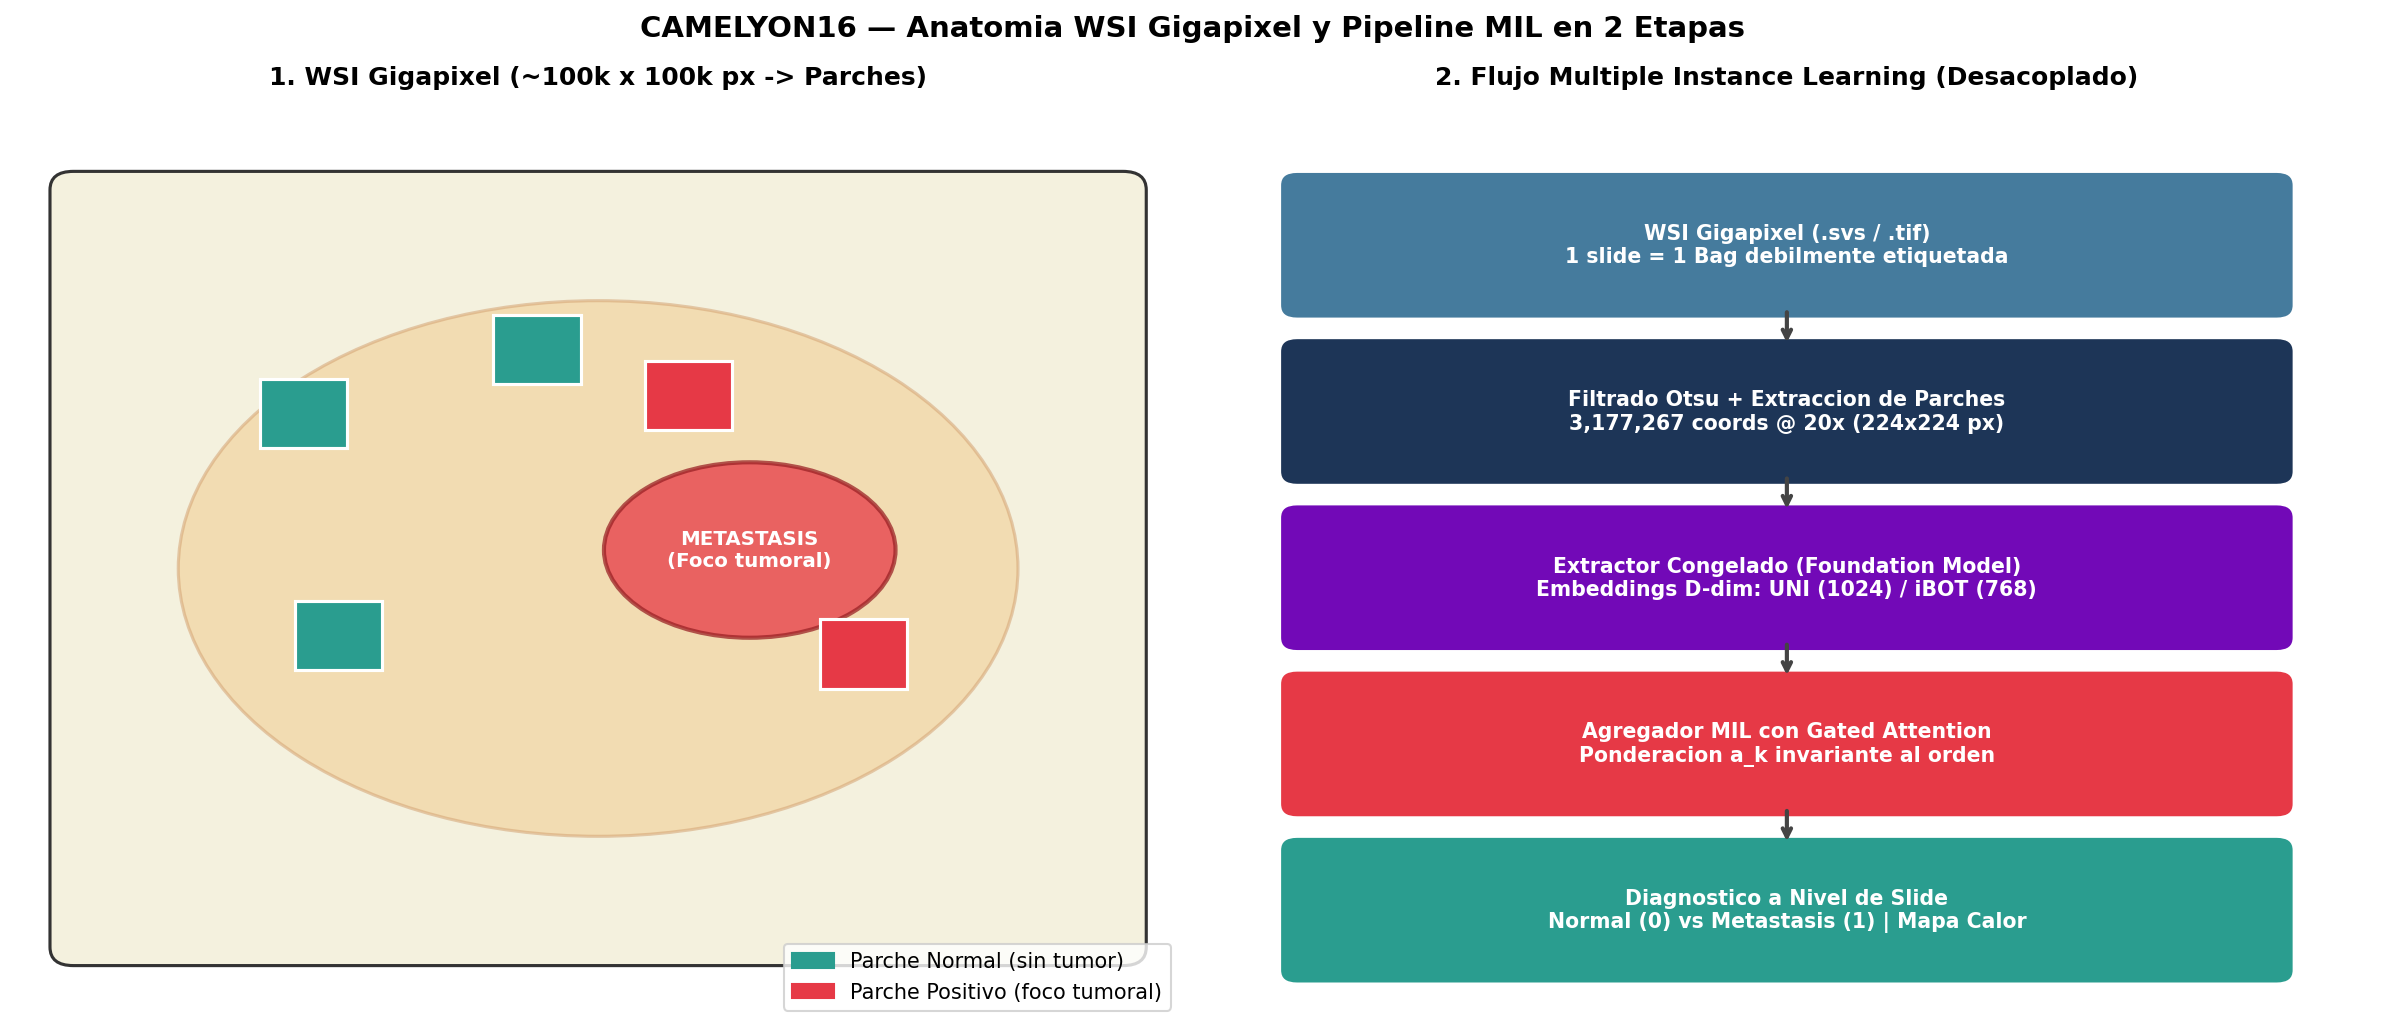 CAMELYON16 — Anatomia WSI Gigapixel y Pipeline MIL en 2 Etapas
1. WSI Gigapixel (~100k x 100k px -> Parches)
METASTASIS
(Foco tumoral)
Parche Normal (sin tumor)
Parche Positivo (foco tumoral)
2. Flujo Multiple Instance Learning (Desacoplado)
WSI Gigapixel (.svs / .tif)
1 slide = 1 Bag debilmente etiquetada
Filtrado Otsu + Extraccion de Parches
3,177,267 coords @ 20x (224x224 px)
Extractor Congelado (Foundation Model)
Embeddings D-dim: UNI (1024) / iBOT (768)
Agregador MIL con Gated Attention
Ponderacion a_k invariante al orden
Diagnostico a Nivel de Slide
Normal (0) vs Metastasis (1) | Mapa Calor